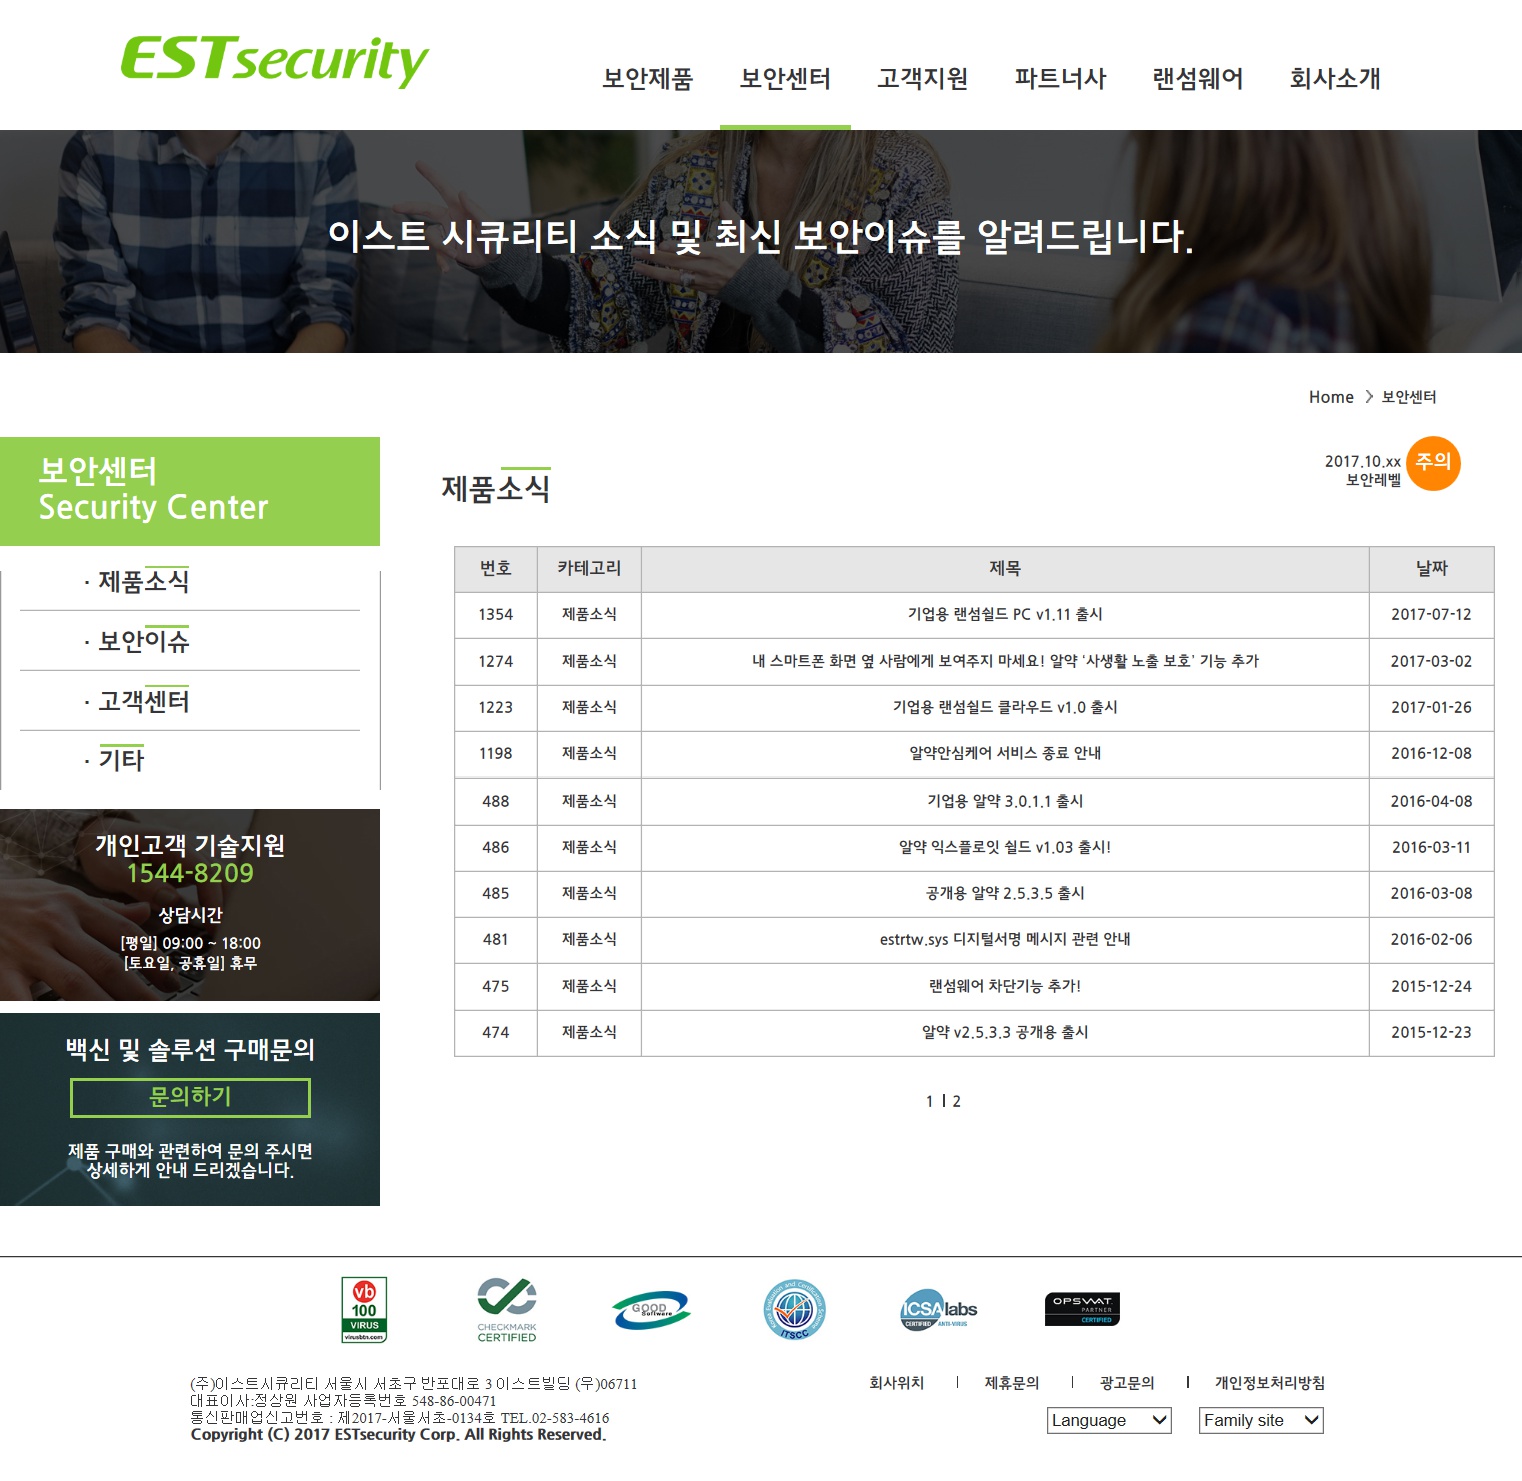 ESTsecurity
보안제품 보안센터 고객지원 파트너사 랜섬웨어 회사소개
이스트 시큐리티 소식 및 최신 보안이슈를 알려드립니다.
Home > 보안센터
보안센터
Security Center
· 제품소식
· 보안이슈
· 고객센터
· 기타
개인고객 기술지원
1544-8209
상담시간
[평일] 09:00 ~ 18:00
[토요일, 공휴일] 휴무
백신 및 솔루션 구매문의
문의하기
제품 구매와 관련하여 문의 주시면
상세하게 안내 드리겠습니다.
제품소식
2017.10.xx
보안레벨
주의
번호 카테고리 제목 날짜
1354 제품소식 기업용 랜섬쉴드 PC v1.11 출시 2017-07-12
1274 제품소식 내 스마트폰 화면 옆 사람에게 보여주지 마세요! 알약 ‘사생활 노출 보호’ 기능 추가 2017-03-02
1223 제품소식 기업용 랜섬쉴드 클라우드 v1.0 출시 2017-01-26
1198 제품소식 알약안심케어 서비스 종료 안내 2016-12-08
488 제품소식 기업용 알약 3.0.1.1 출시 2016-04-08
486 제품소식 알약 익스플로잇 쉴드 v1.03 출시! 2016-03-11
485 제품소식 공개용 알약 2.5.3.5 출시 2016-03-08
481 제품소식 estrtw.sys 디지털서명 메시지 관련 안내 2016-02-06
475 제품소식 랜섬웨어 차단기능 추가! 2015-12-24
474 제품소식 알약 v2.5.3.3 공개용 출시 2015-12-23
1 | 2
vb
100
VIRUS
virusbtn.com
CHECKMARK
CERTIFIED
GOOD
Software
ITSCC
ICSAlabs
CERTIFIED ANTI-VIRUS
OPSWAT
PARTNER
CERTIFIED
(주)이스트시큐리티 서울시 서초구 반포대로 3 이스트빌딩 (우)06711
대표이사:정상원 사업자등록번호 548-86-00471
통신판매업신고번호 : 제2017-서울서초-0134호 TEL.02-583-4616
Copyright (C) 2017 ESTsecurity Corp. All Rights Reserved.
회사위치 | 제휴문의 | 광고문의 | 개인정보처리방침
Language Family site